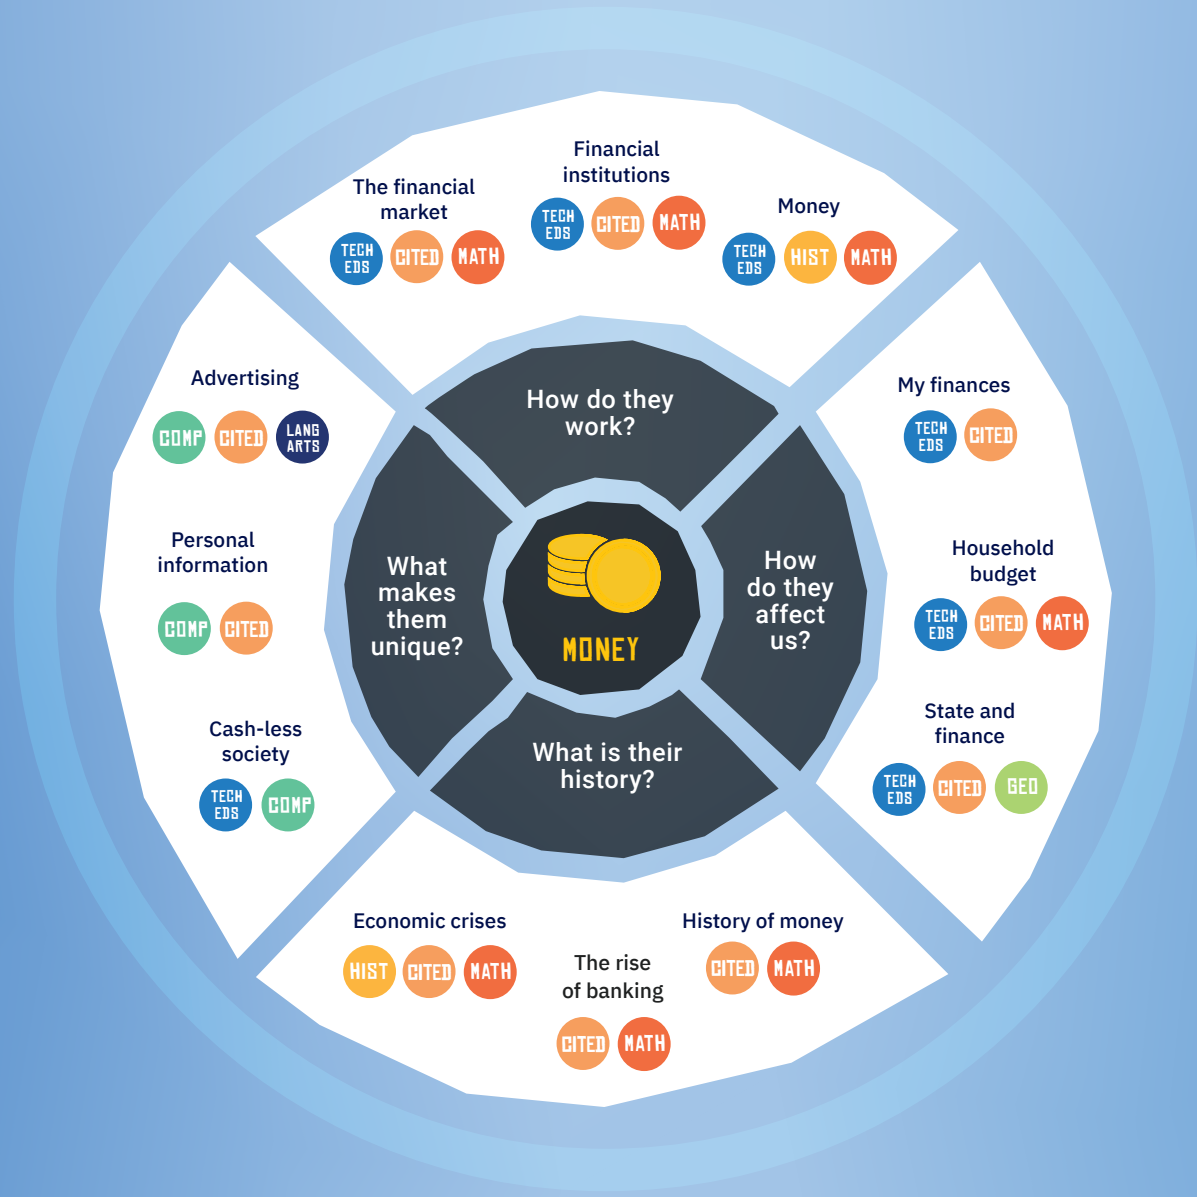 Financial
institutions
TECH
EDS
CITED
MATH
The financial
market
TECH
EDS
CITED
MATH
Money
TECH
EDS
HIST
MATH
Advertising
COMP
CITED
LANG
ARTS
Personal
information
COMP
CITED
Cash-less
society
TECH
EDS
COMP
How do they
work?
What
makes
them
unique?
MONEY
How
do they
affect
us?
What is their
history?
My finances
TECH
EDS
CITED
Household
budget
TECH
EDS
CITED
MATH
State and
finance
TECH
EDS
CITED
GEO
Economic crises
HIST
CITED
MATH
The rise
of banking
CITED
MATH
History of money
CITED
MATH